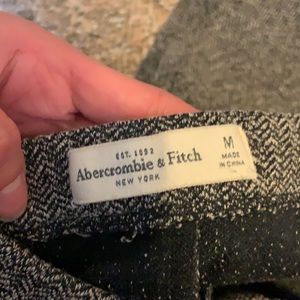 EST. 1892
Abercrombie & Fitch
NEW YORK
M
MADE
IN CHINA